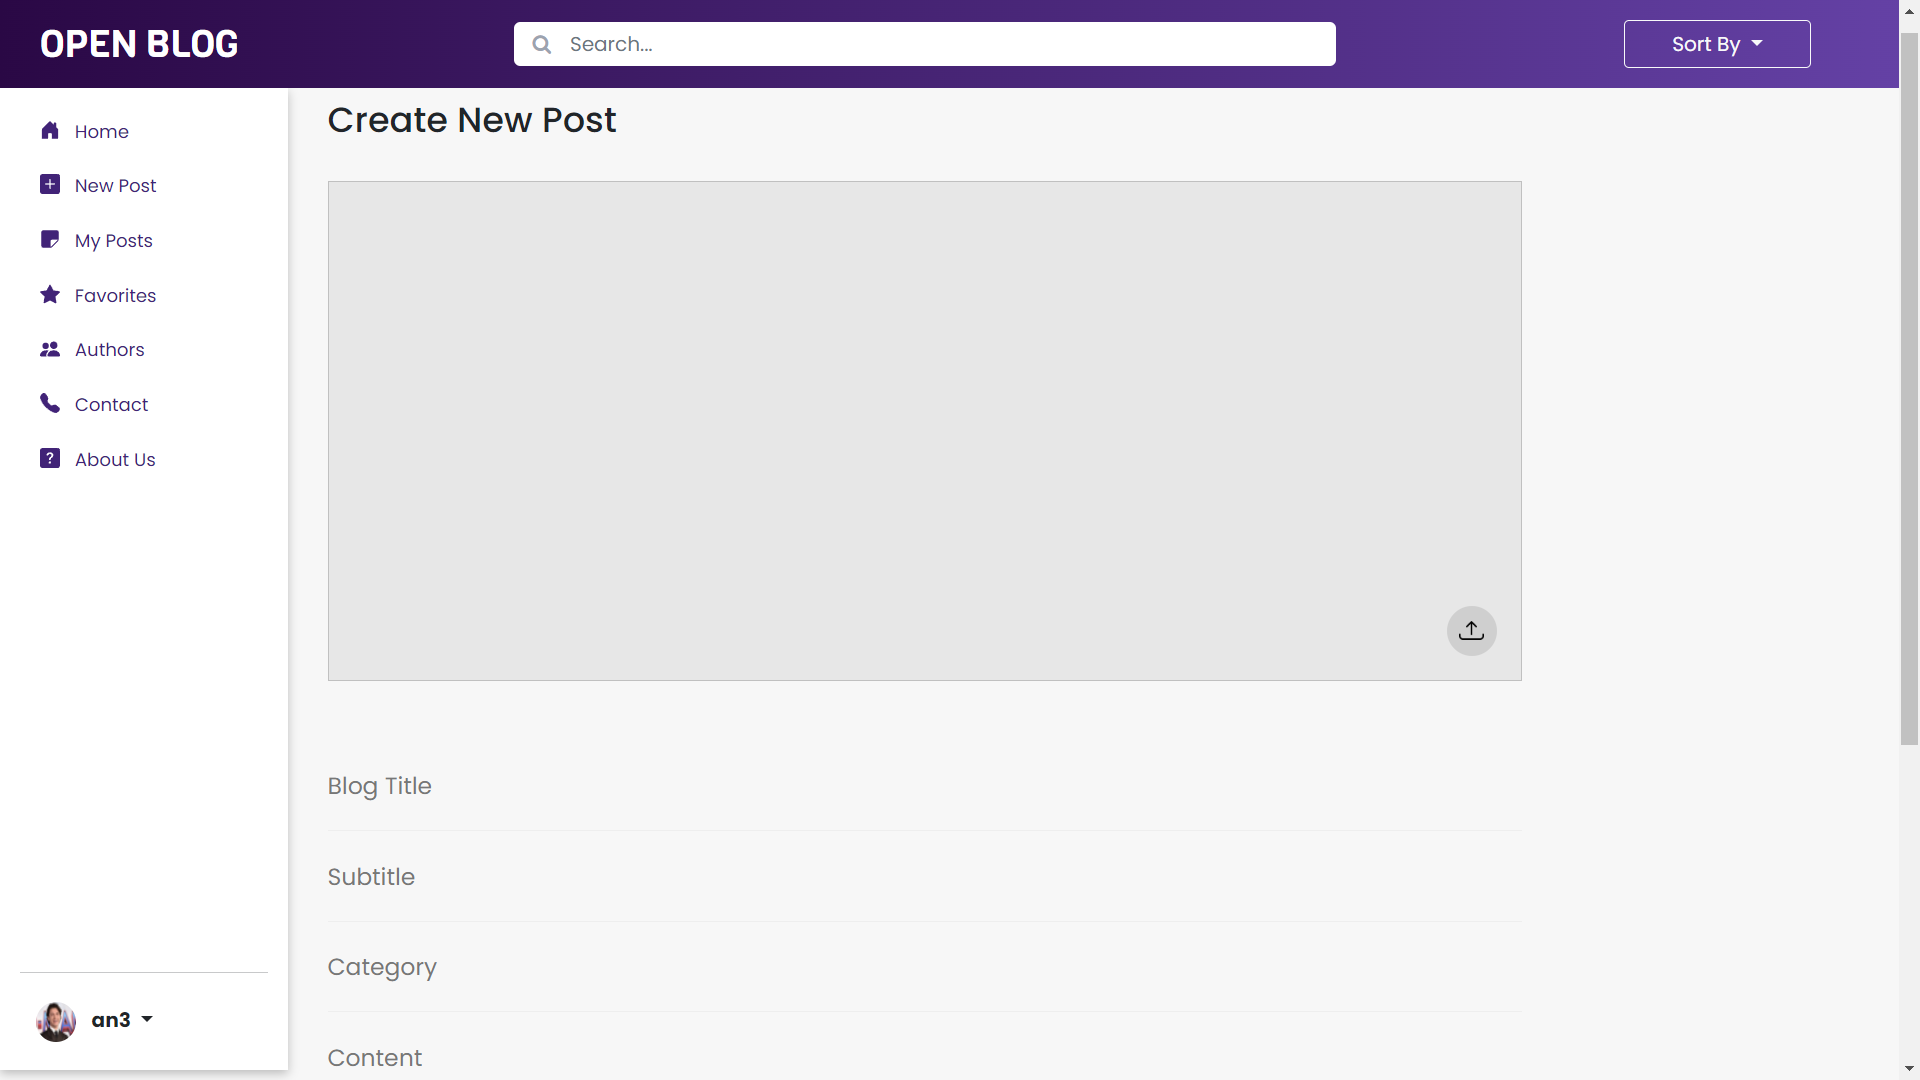 OPEN BLOG
Search...
Sort By
Home
New Post
My Posts
Favorites
Authors
Contact
About Us
an3
Create New Post
Blog Title
Subtitle
Category
Content